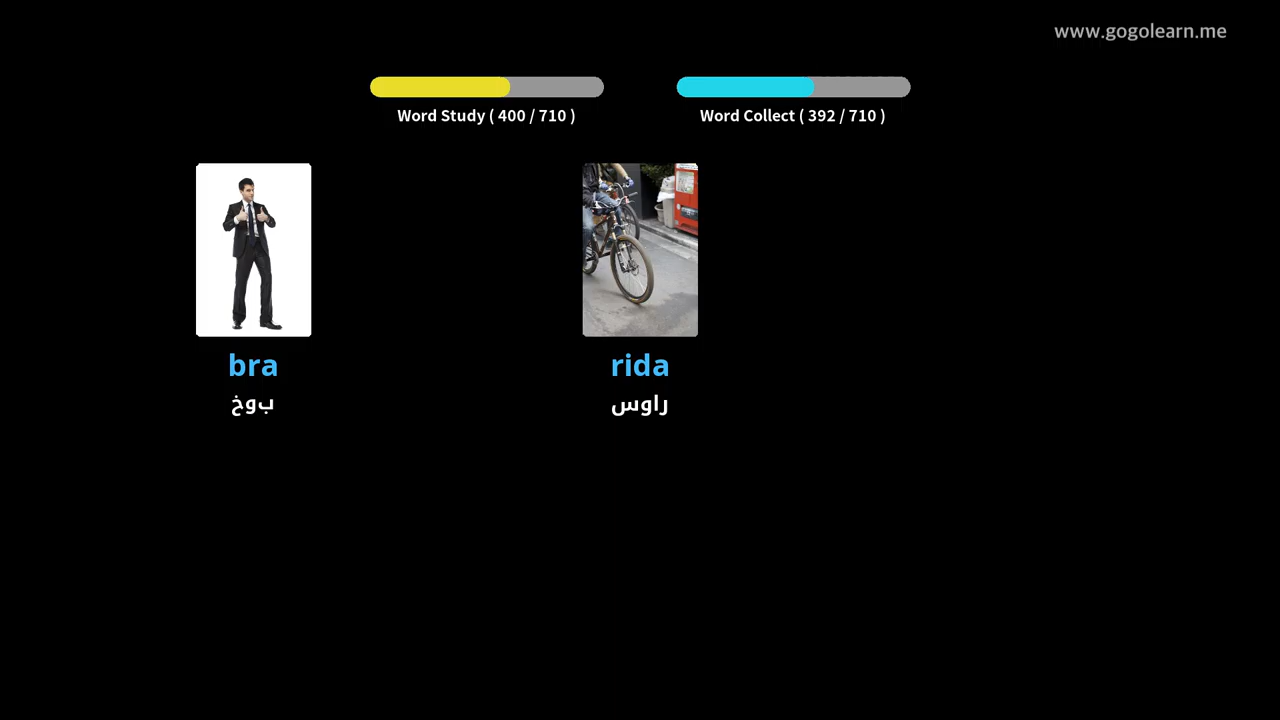 www.gogolearn.me
Word Study ( 400 / 710 )
Word Collect ( 392 / 710 )
bra
بوخ
rida
راوس